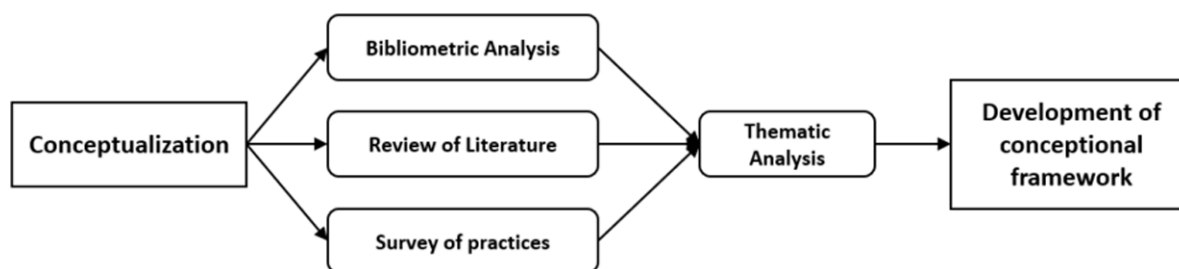 Bibliometric Analysis
Conceptualization
Review of Literature
Survey of practices
Thematic
Analysis
Development of
conceptional
framework